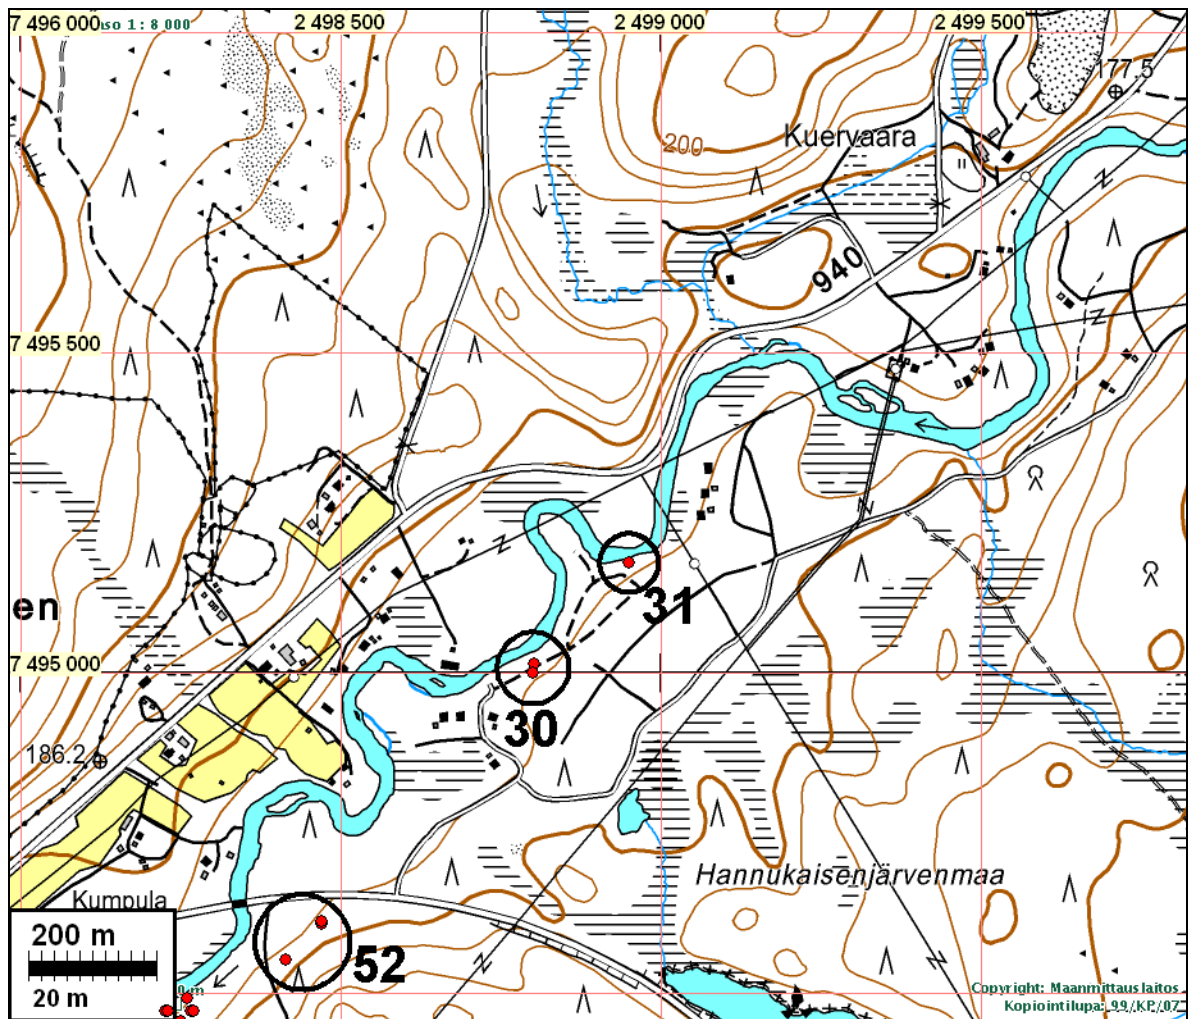 7 496 000
aso 1 : 8 000
2 498 500
2 499 000
2 499 500
177.5
Kuervaara
200
940
7 495 500
31
en
7 495 000
30
186.2
Hannukaisenjärvenmaa
Kumpula
200 m
20 m
52
Copyright: Maanmittauslaitos
Kopiointilupa: 99/KP/07